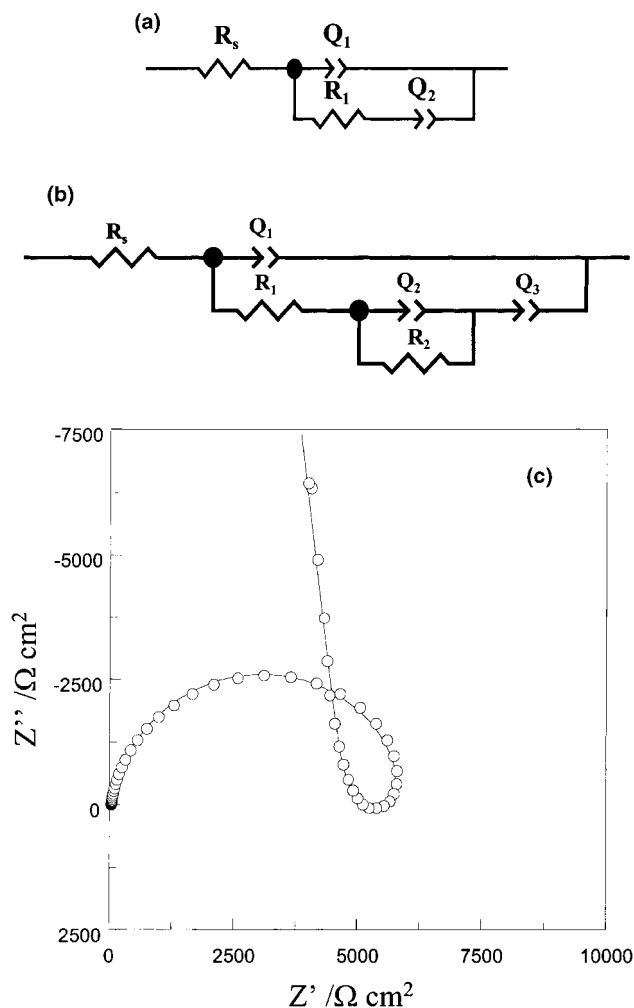 (a)
Rs Q1
R1 Q2
(b)
Rs Q1
R1 Q2 Q3
R2
(c)
-7500
-5000
-2500
0
2500
Z'' /Ω cm²
0 2500 5000 7500 10000
Z' /Ω cm²